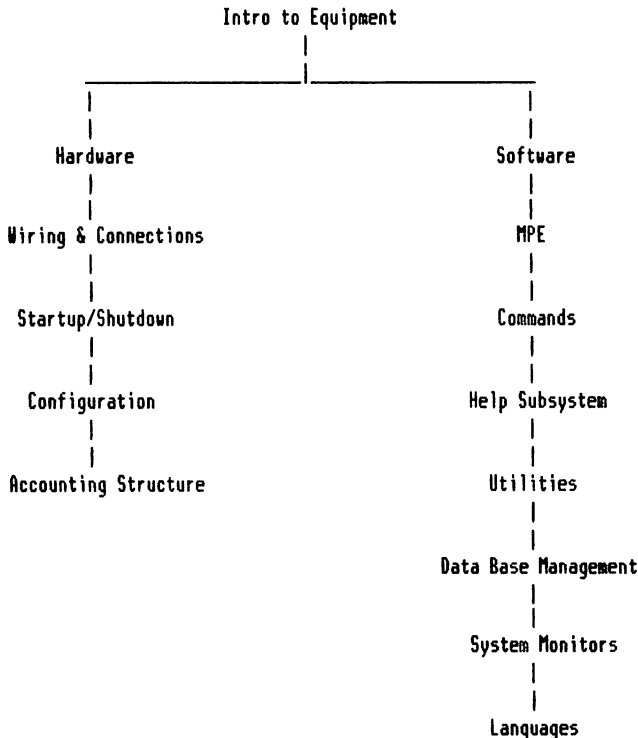 Intro to Equipment
Hardware
Software
Wiring & Connections
MPE
Startup/Shutdown
Commands
Configuration
Help Subsystem
Accounting Structure
Utilities
Data Base Management
System Monitors
Languages